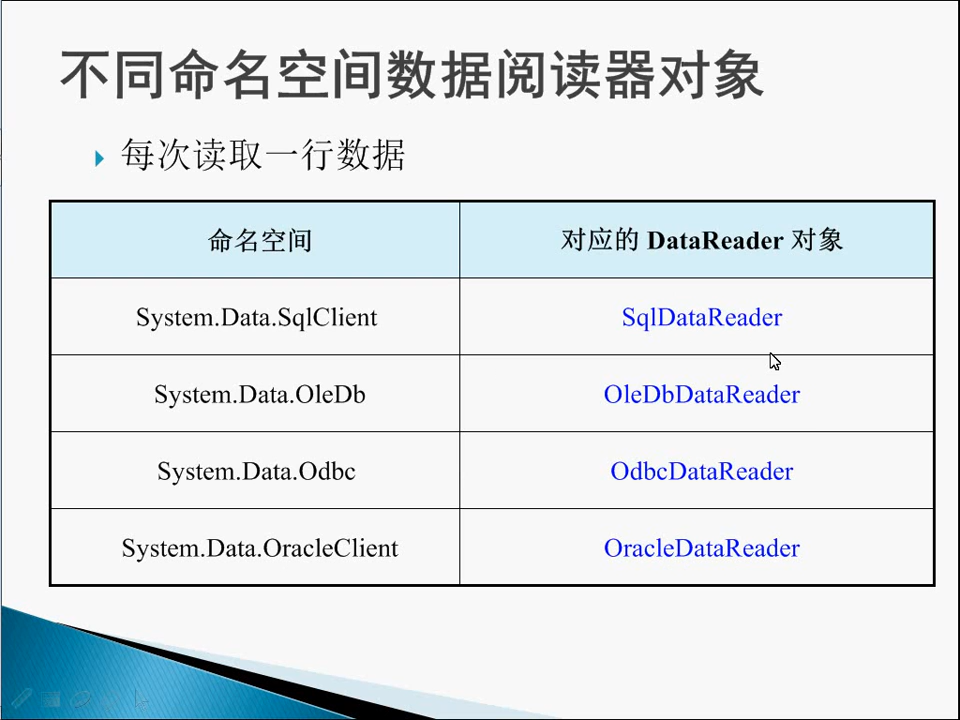 不同命名空间数据阅读器对象
每次读取一行数据
命名空间 对应的 DataReader 对象
System.Data.SqlClient SqlDataReader
System.Data.OleDb OleDbDataReader
System.Data.Odbc OdbcDataReader
System.Data.OracleClient OracleDataReader